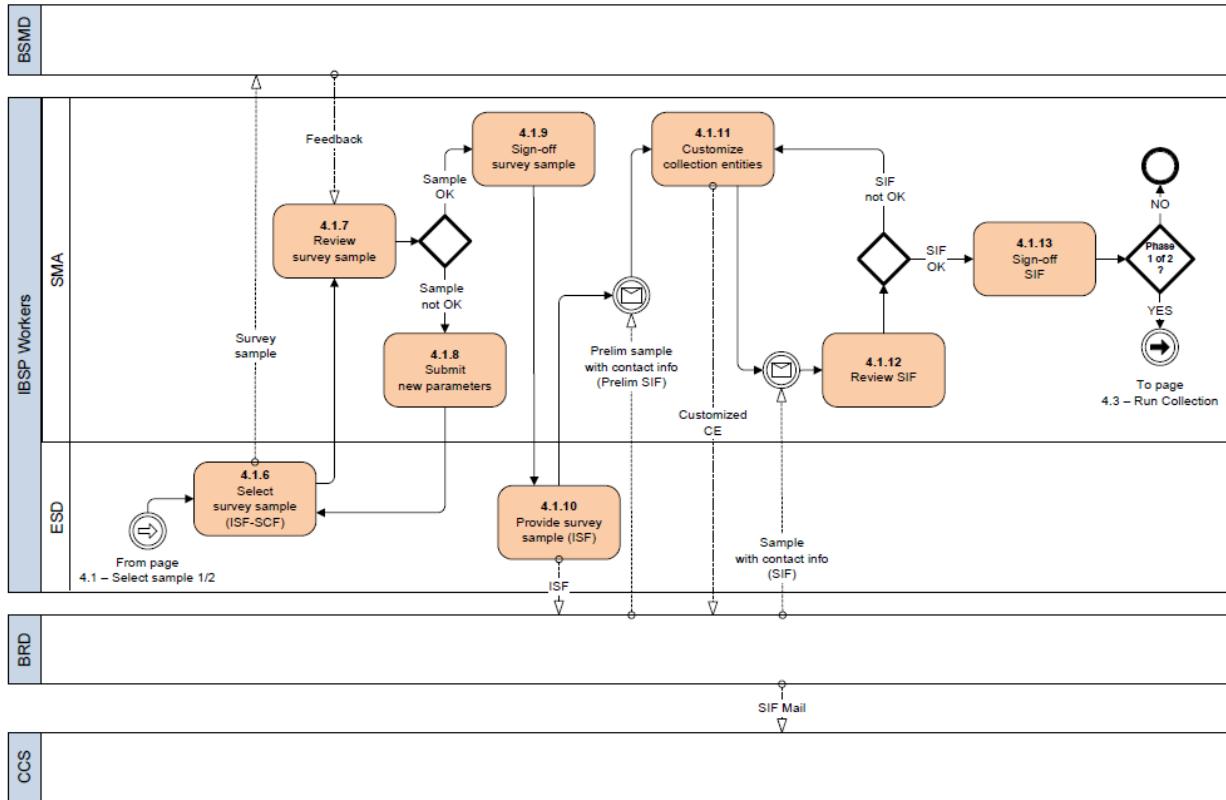 BSMD
IBSP Workers
SMA
Feedback
4.1.7
Review
survey sample
Sample
OK
Sample
not OK
4.1.9
Sign-off
survey sample
4.1.8
Submit
new parameters
Survey
sample
4.1.11
Customize
collection entities
Prelim sample
with contact info
(Prelim SIF)
Customized
CE
SIF
not OK
SIF
OK
4.1.12
Review SIF
4.1.13
Sign-off
SIF
NO
Phase
1 of 2
?
YES
To page
4.3 – Run Collection
ESD
From page
4.1 – Select sample 1/2
4.1.6
Select
survey sample
(ISF-SCF)
4.1.10
Provide survey
sample (ISF)
ISF
Sample
with contact info
(SIF)
BRD
SIF Mail
CCS